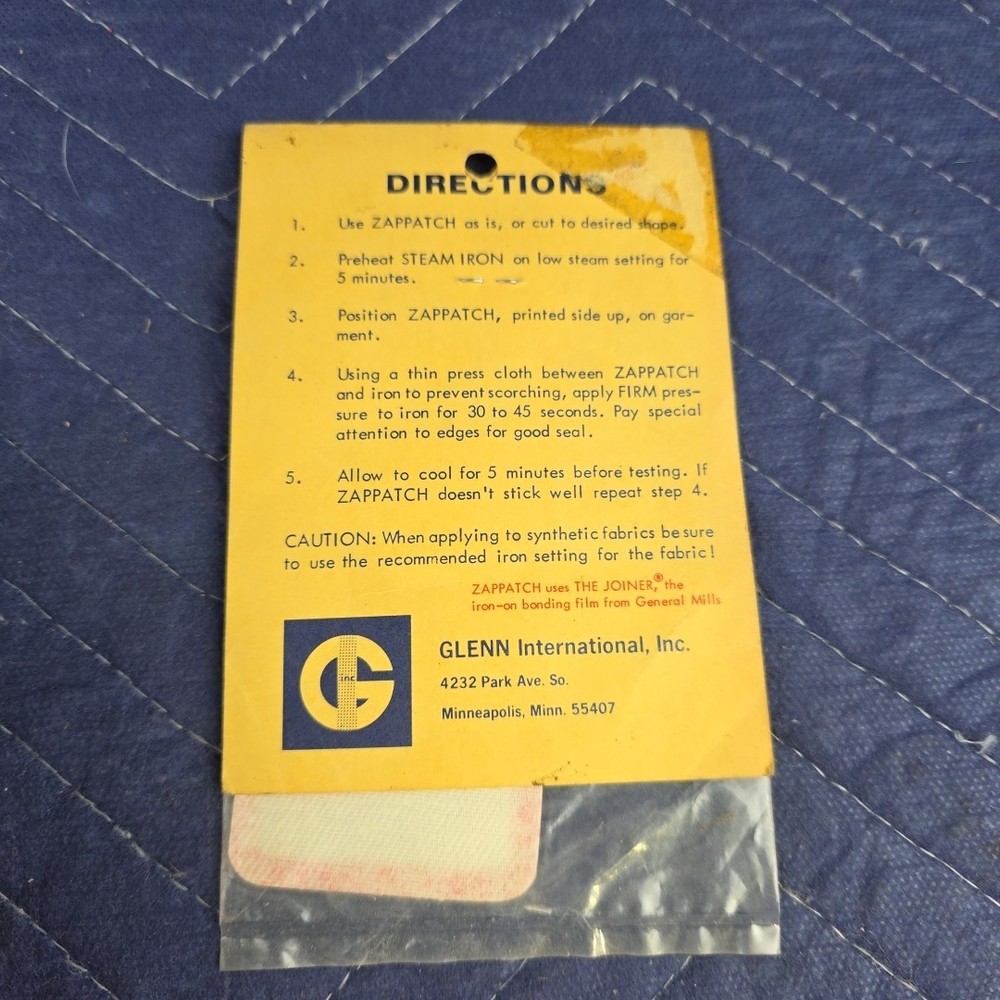 DIRECTIONS
1. Use ZAPPATCH as is, or cut to desired shape.
2. Preheat STEAM IRON on low steam setting for
5 minutes.
3. Position ZAPPATCH, printed side up, on gar-
ment.
4. Using a thin press cloth between ZAPPATCH
and iron to prevent scorching, apply FIRM pres-
sure to iron for 30 to 45 seconds. Pay special
attention to edges for good seal.
5. Allow to cool for 5 minutes before testing. If
ZAPPATCH doesn't stick well repeat step 4.
CAUTION: When applying to synthetic fabrics be sure
to use the recommended iron setting for the fabric!
ZAPPATCH uses THE JOINER,® the
iron-on bonding film from General Mills
G inc
GLENN International, Inc.
4232 Park Ave. So.
Minneapolis, Minn. 55407